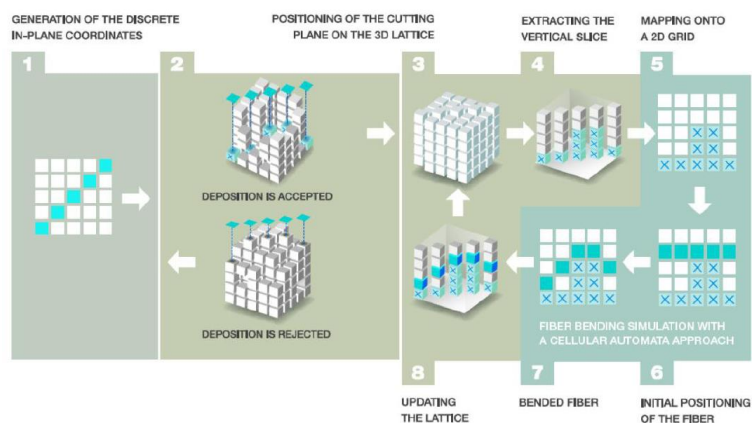 GENERATION OF THE DISCRETE
IN-PLANE COORDINATES
POSITIONING OF THE CUTTING
PLANE ON THE 3D LATTICE
EXTRACTING THE
VERTICAL SLICE
MAPPING ONTO
A 2D GRID
1
2
3
4
5
DEPOSITION IS ACCEPTED
DEPOSITION IS REJECTED
FIBER BENDING SIMULATION WITH
A CELLULAR AUTOMATA APPROACH
8
7
6
UPDATING
THE LATTICE
BENDED FIBER
INITIAL POSITIONING
OF THE FIBER